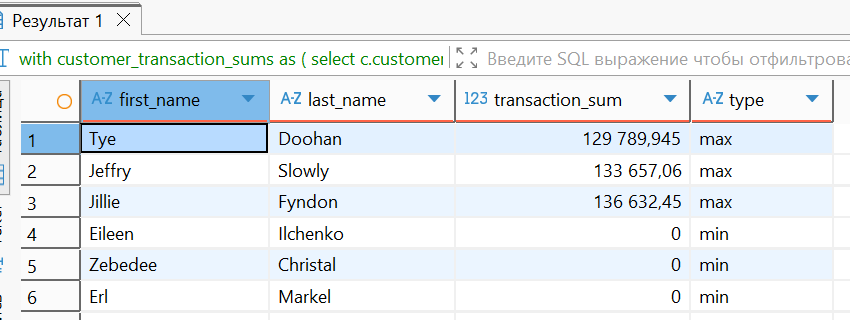 Результат 1
with customer_transaction_sums as ( select c.customer
Введите SQL выражение чтобы отфильтрова
A-Z first_name A-Z last_name 123 transaction_sum A-Z type
1 Tye Doohan 129 789,945 max
2 Jeffry Slowly 133 657,06 max
3 Jillie Fyndon 136 632,45 max
4 Eileen Ilchenko 0 min
5 Zebedee Christal 0 min
6 Erl Markel 0 min